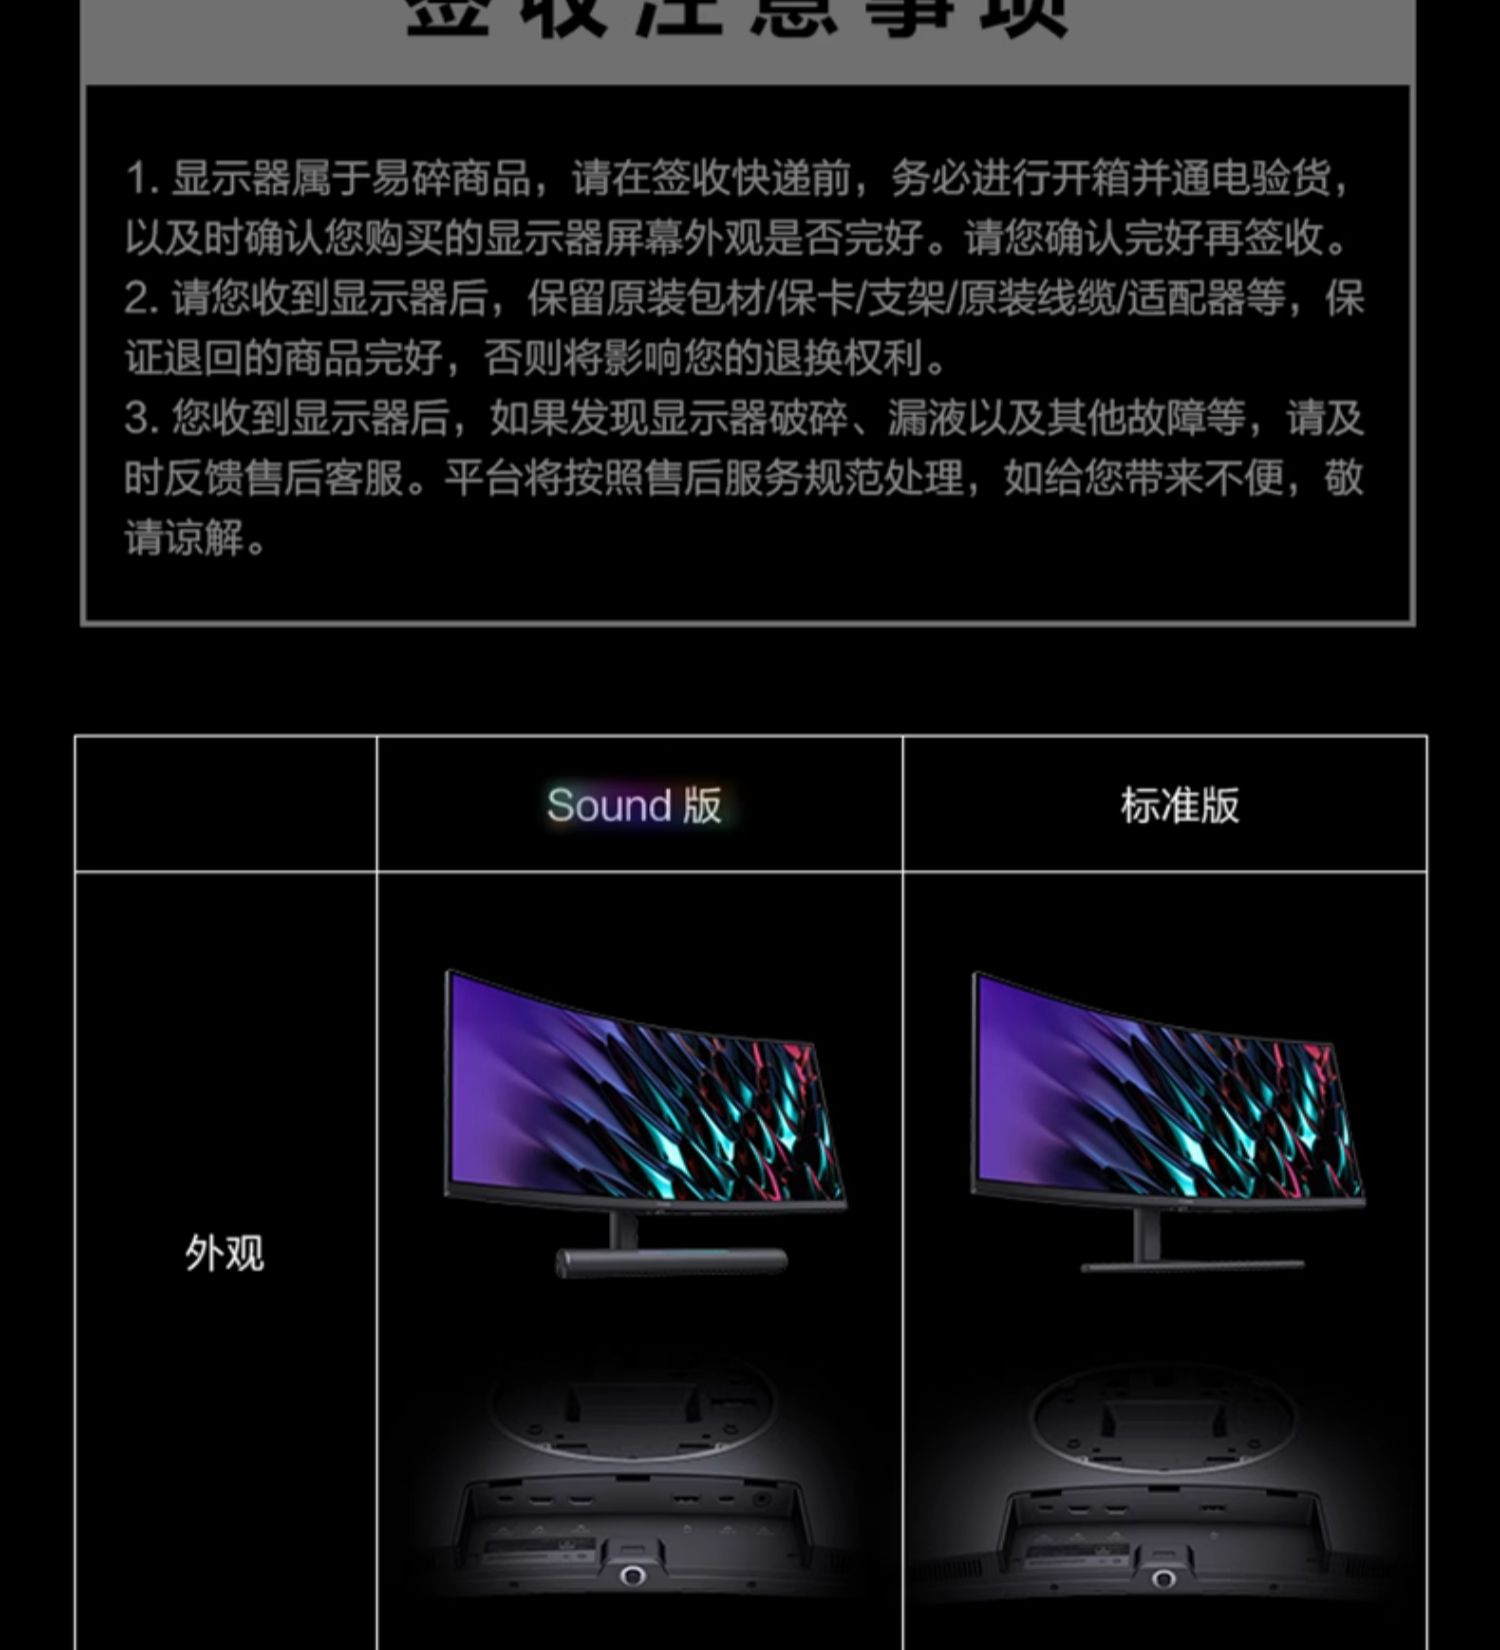 签收注意事项
1. 显示器属于易碎商品，请在签收快递前，务必进行开箱并通电验货，
以及时确认您购买的显示器屏幕外观是否完好。请您确认完好再签收。
2. 请您收到显示器后，保留原装包材/保卡/支架/原装线缆/适配器等，保
证退回的商品完好，否则将影响您的退换权利。
3. 您收到显示器后，如果发现显示器破碎、漏液以及其他故障等，请及
时反馈售后客服。平台将按照售后服务规范处理，如给您带来不便，敬
请谅解。
Sound 版
标准版
外观